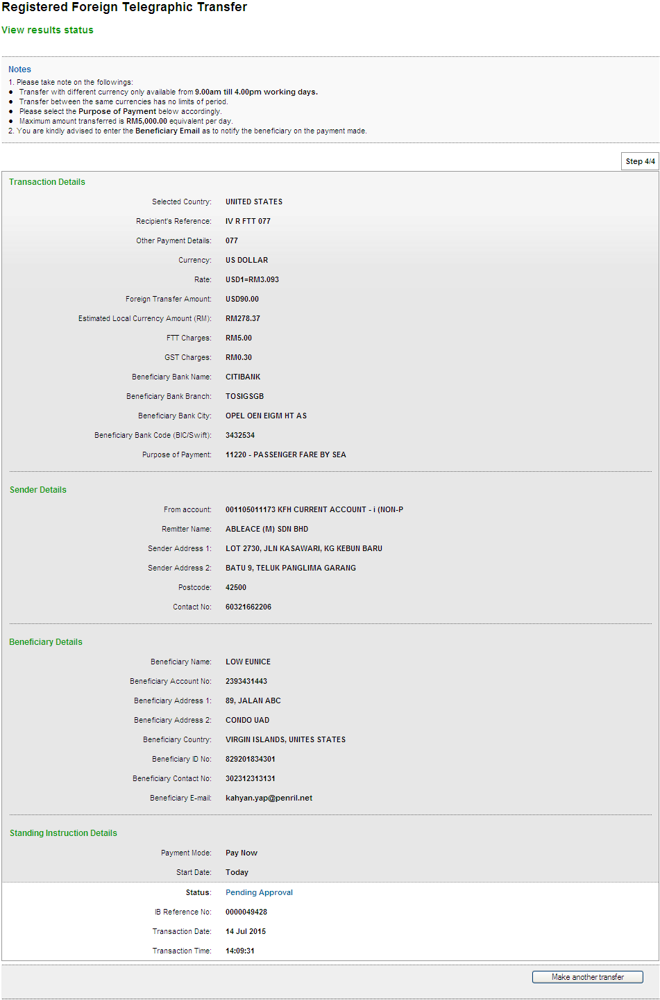 Registered Foreign Telegraphic Transfer
View results status
Notes
1. Please take note on the followings:
● Transfer with different currency only available from 9.00am till 4.00pm working days.
● Transfer between the same currencies has no limits of period.
● Please select the Purpose of Payment below accordingly.
● Maximum amount transferred is RM5,000.00 equivalent per day.
2. You are kindly advised to enter the Beneficiary Email as to notify the beneficiary on the payment made.
Step 4/4
Transaction Details
Selected Country: UNITED STATES
Recipient's Reference: IV R FTT 077
Other Payment Details: 077
Currency: US DOLLAR
Rate: USD1=RM3.093
Foreign Transfer Amount: USD90.00
Estimated Local Currency Amount (RM): RM278.37
FTT Charges: RM5.00
GST Charges: RM0.30
Beneficiary Bank Name: CITIBANK
Beneficiary Bank Branch: TOSIGSGB
Beneficiary Bank City: OPEL OEN EIGM HT AS
Beneficiary Bank Code (BIC/Swift): 3432534
Purpose of Payment: 11220 - PASSENGER FARE BY SEA
Sender Details
From account: 001105011173 KFH CURRENT ACCOUNT - i (NON-P
Remitter Name: ABLEACE (M) SDN BHD
Sender Address 1: LOT 2730, JLN KASAWARI, KG KEBUN BARU
Sender Address 2: BATU 9, TELUK PANGLIMA GARANG
Postcode: 42500
Contact No: 60321662206
Beneficiary Details
Beneficiary Name: LOW EUNICE
Beneficiary Account No: 2393431443
Beneficiary Address 1: 89, JALAN ABC
Beneficiary Address 2: CONDO UAD
Beneficiary Country: VIRGIN ISLANDS, UNITES STATES
Beneficiary ID No: 829201834301
Beneficiary Contact No: 302312313131
Beneficiary E-mail: kahyan.yap@penril.net
Standing Instruction Details
Payment Mode: Pay Now
Start Date: Today
Status: Pending Approval
IB Reference No: 0000049428
Transaction Date: 14 Jul 2015
Transaction Time: 14:09:31
Make another transfer